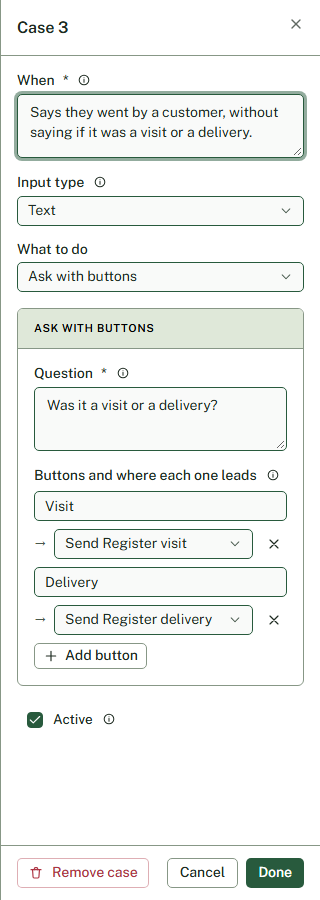 Case 3
When *
Says they went by a customer, without
saying if it was a visit or a delivery.
Input type
Text
What to do
Ask with buttons
ASK WITH BUTTONS
Question *
Was it a visit or a delivery?
Buttons and where each one leads
Visit
→ Send Register visit
Delivery
→ Send Register delivery
+ Add button
Active
Remove case Cancel Done